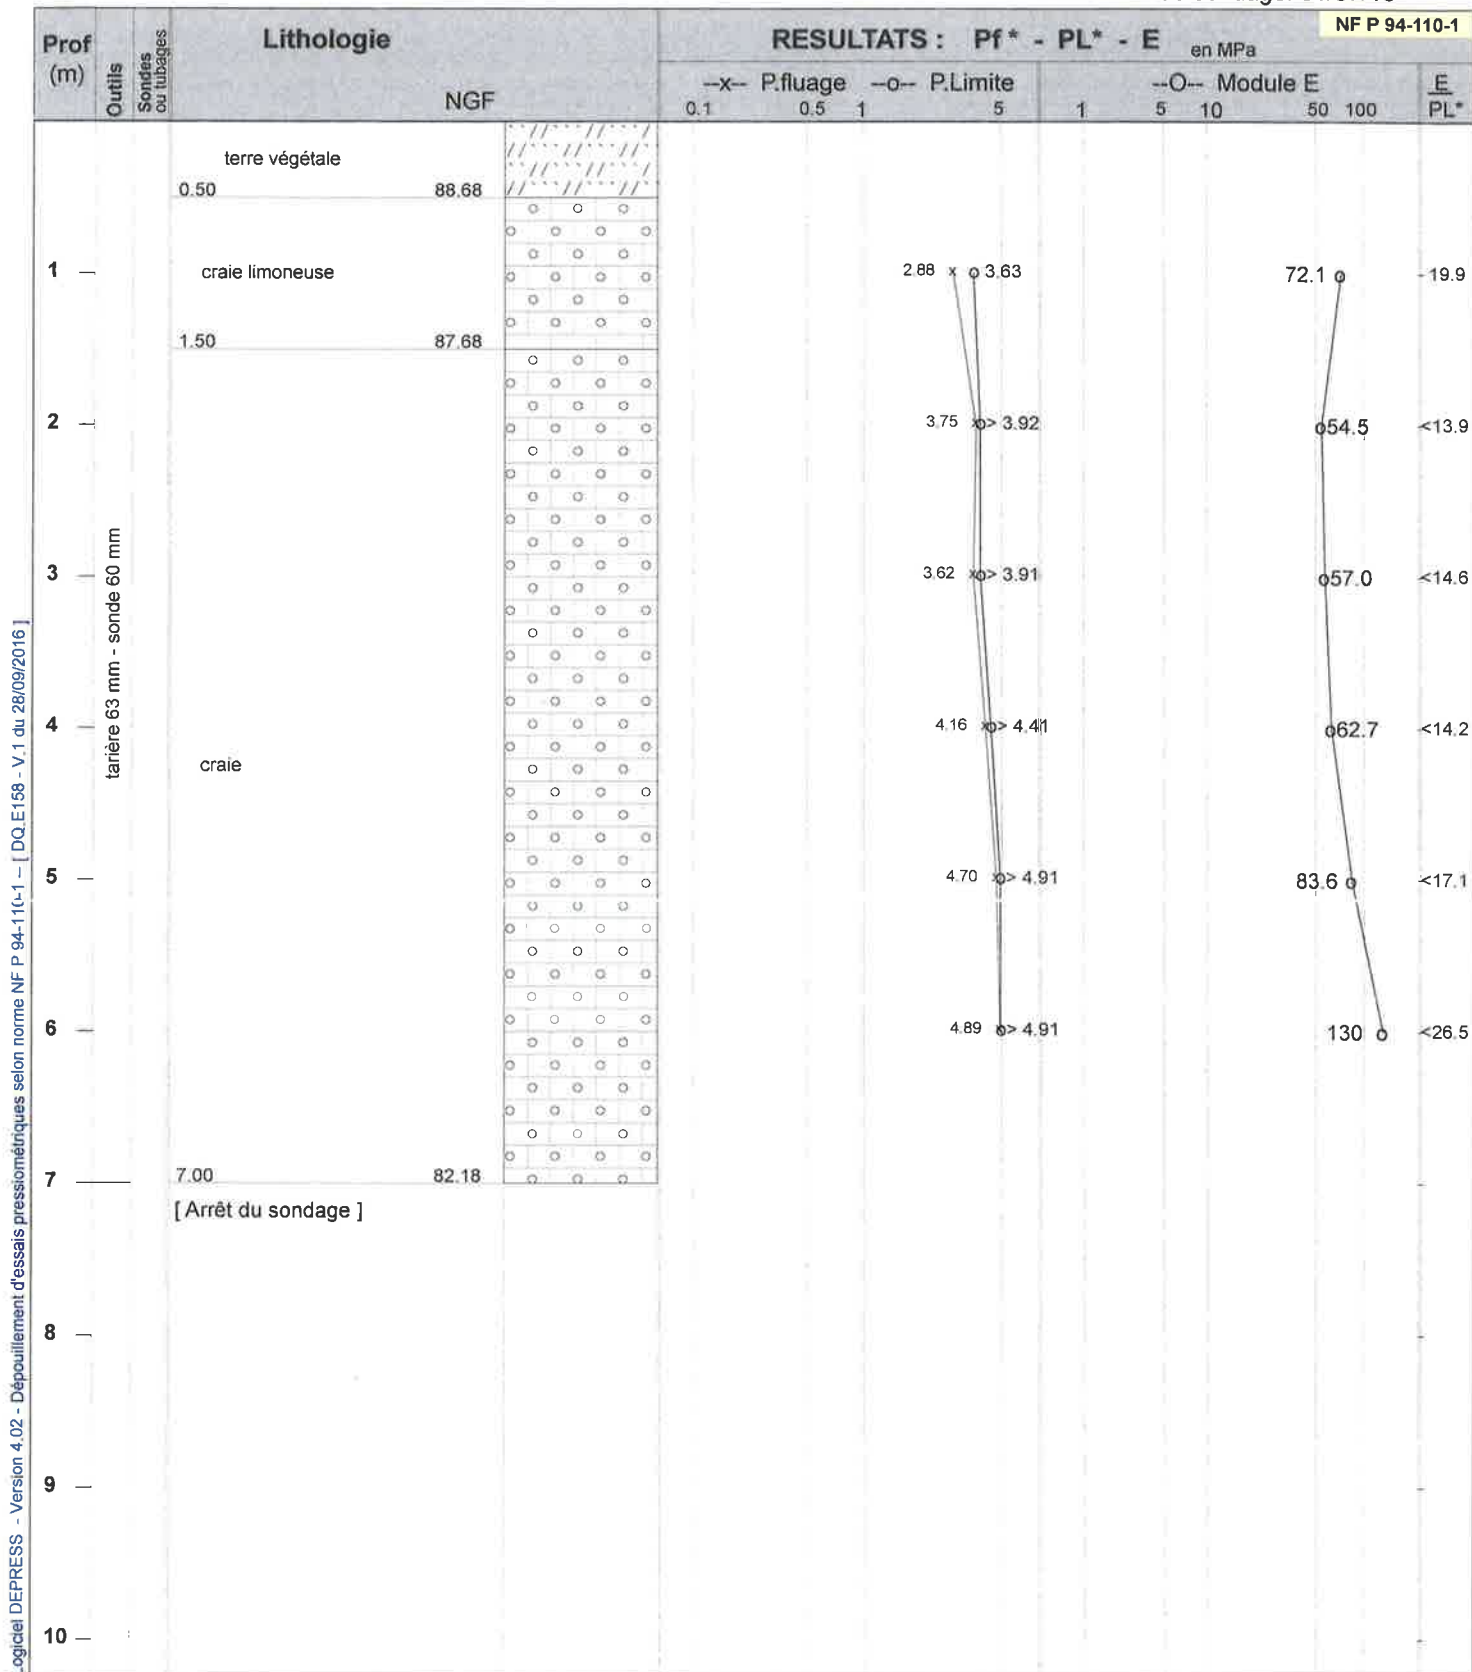 NF P 94-110-1
Prof (m)
Outils
Sondes ou tubages
Lithologie
NGF
RESULTATS : Pf* - PL* - E en MPa
--x-- P.fluage --o-- P.Limite
--O-- Module E
E
PL*
0.1 0.5 1 5 1 5 10 50 100
terre végétale
0.50 88.68
1
craie limoneuse
2.88 x o 3.63 72.1 19.9
1.50 87.68
2
3.75 > 3.92 54.5 <13.9
3
3.62 > 3.91 57.0 <14.6
4
4.16 > 4.41 62.7 <14.2
craie
5
4.70 > 4.91 83.6 <17.1
6
4.89 > 4.91 130 <26.5
7
7.00 82.18
[ Arrêt du sondage ]
8
9
10
tarière 63 mm - sonde 60 mm
Logiciel DEPRESS - Version 4.02 - Dépouillement d'essais pressiométriques selon norme NF P 94-110-1 -- [ DQ.E158 - V.1 du 28/09/2016 ]